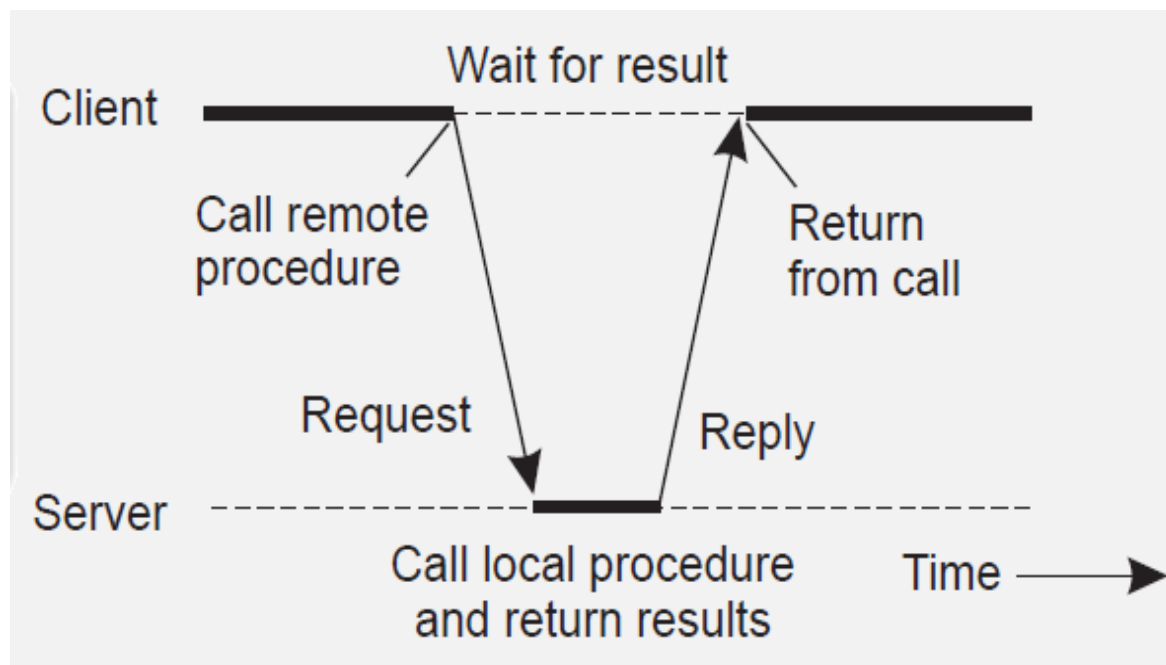 Wait for result
Client
Call remote
procedure
Return
from call
Request
Reply
Server
Call local procedure
and return results
Time